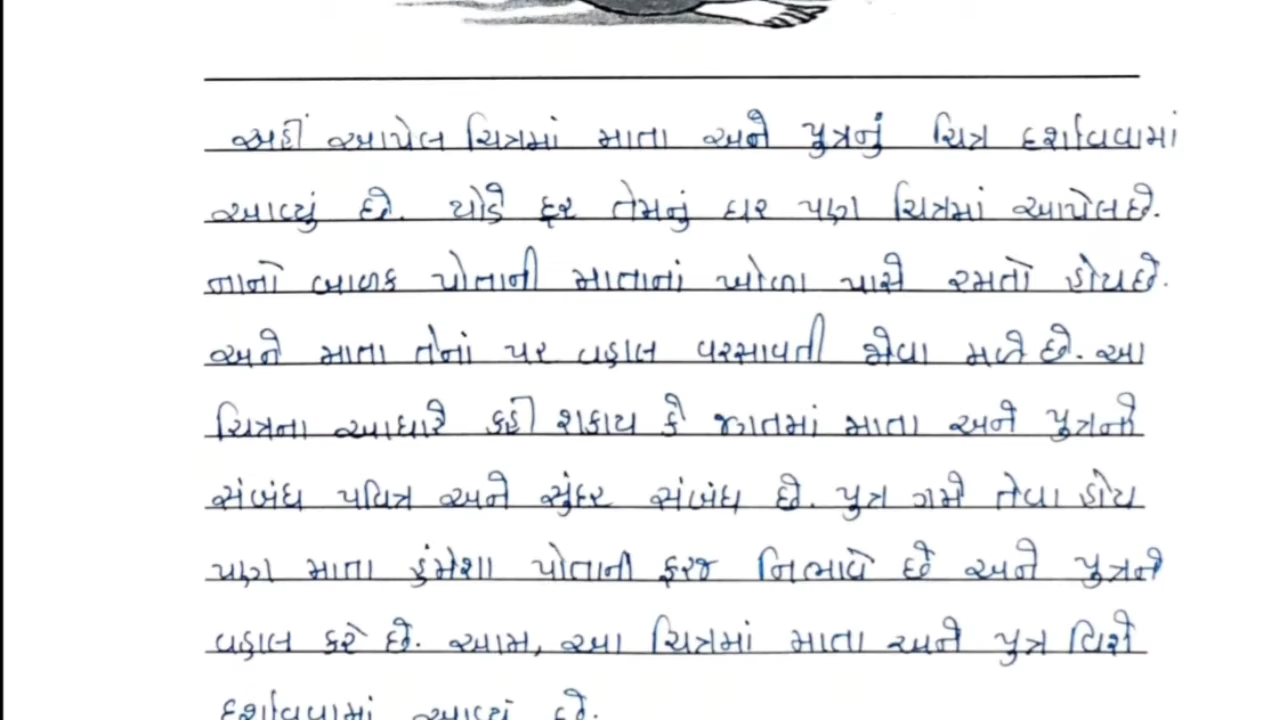 અહીં આપેલ ચિત્રમાં માતા અને પુત્રનું ચિત્ર દર્શાવવામાં
આવ્યું છે. થોડે દૂર તેમનું ઘર પણ ચિત્રમાં આપેલ છે.
નાનો બાળક પોતાની માતાનાં ખોળા પાસે રમતો હોય છે.
અને માતા તેનાં પર વહાલ વરસાવતી જોવા મળે છે. આ
ચિત્રના આધારે કહી શકાય કે જગતમાં માતા અને પુત્રનો
સંબંધ પવિત્ર અને સુંદર સંબંધ છે. પુત્ર ગમે તેવા હોય
પણ માતા હંમેશા પોતાની ફરજ નિભાવે છે અને પુત્રને
વહાલ કરે છે. આમ, આ ચિત્રમાં માતા અને પુત્ર વિશે
દર્શાવવામાં આવ્યું છે.